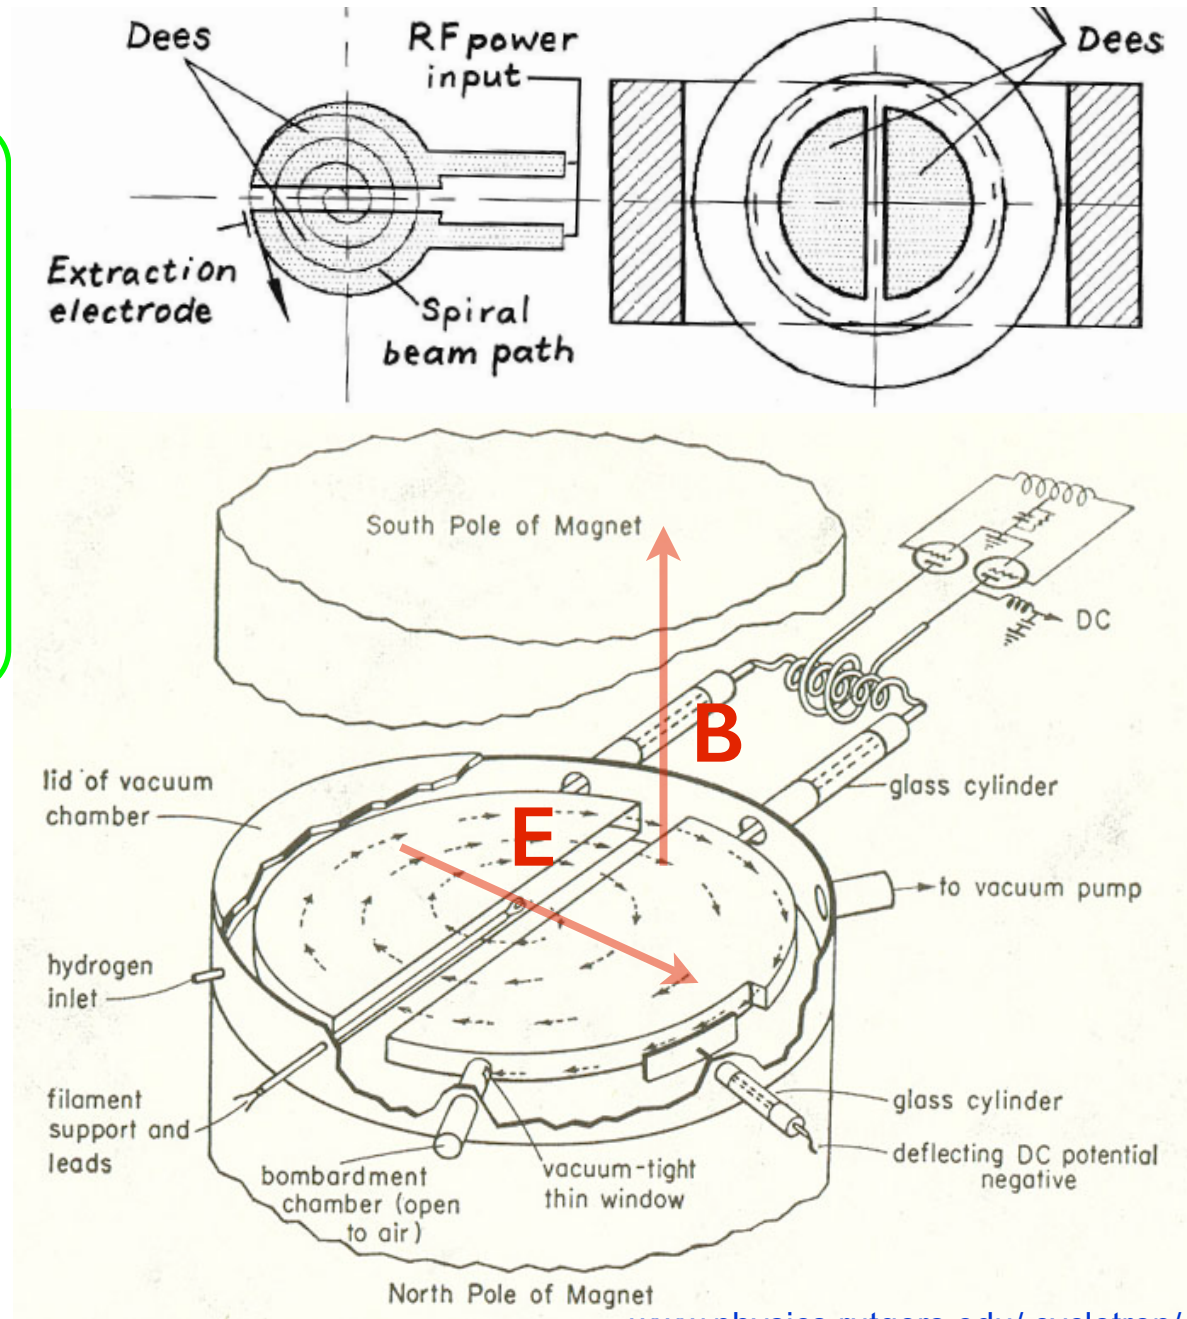 Dees
RF power
input
Dees
Extraction
electrode
Spiral
beam path
South Pole of Magnet
DC
B
lid of vacuum
chamber
glass cylinder
E
to vacuum pump
hydrogen
inlet
filament
support and
leads
glass cylinder
deflecting DC potential
negative
bombardment
chamber (open
to air)
vacuum-tight
thin window
North Pole of Magnet